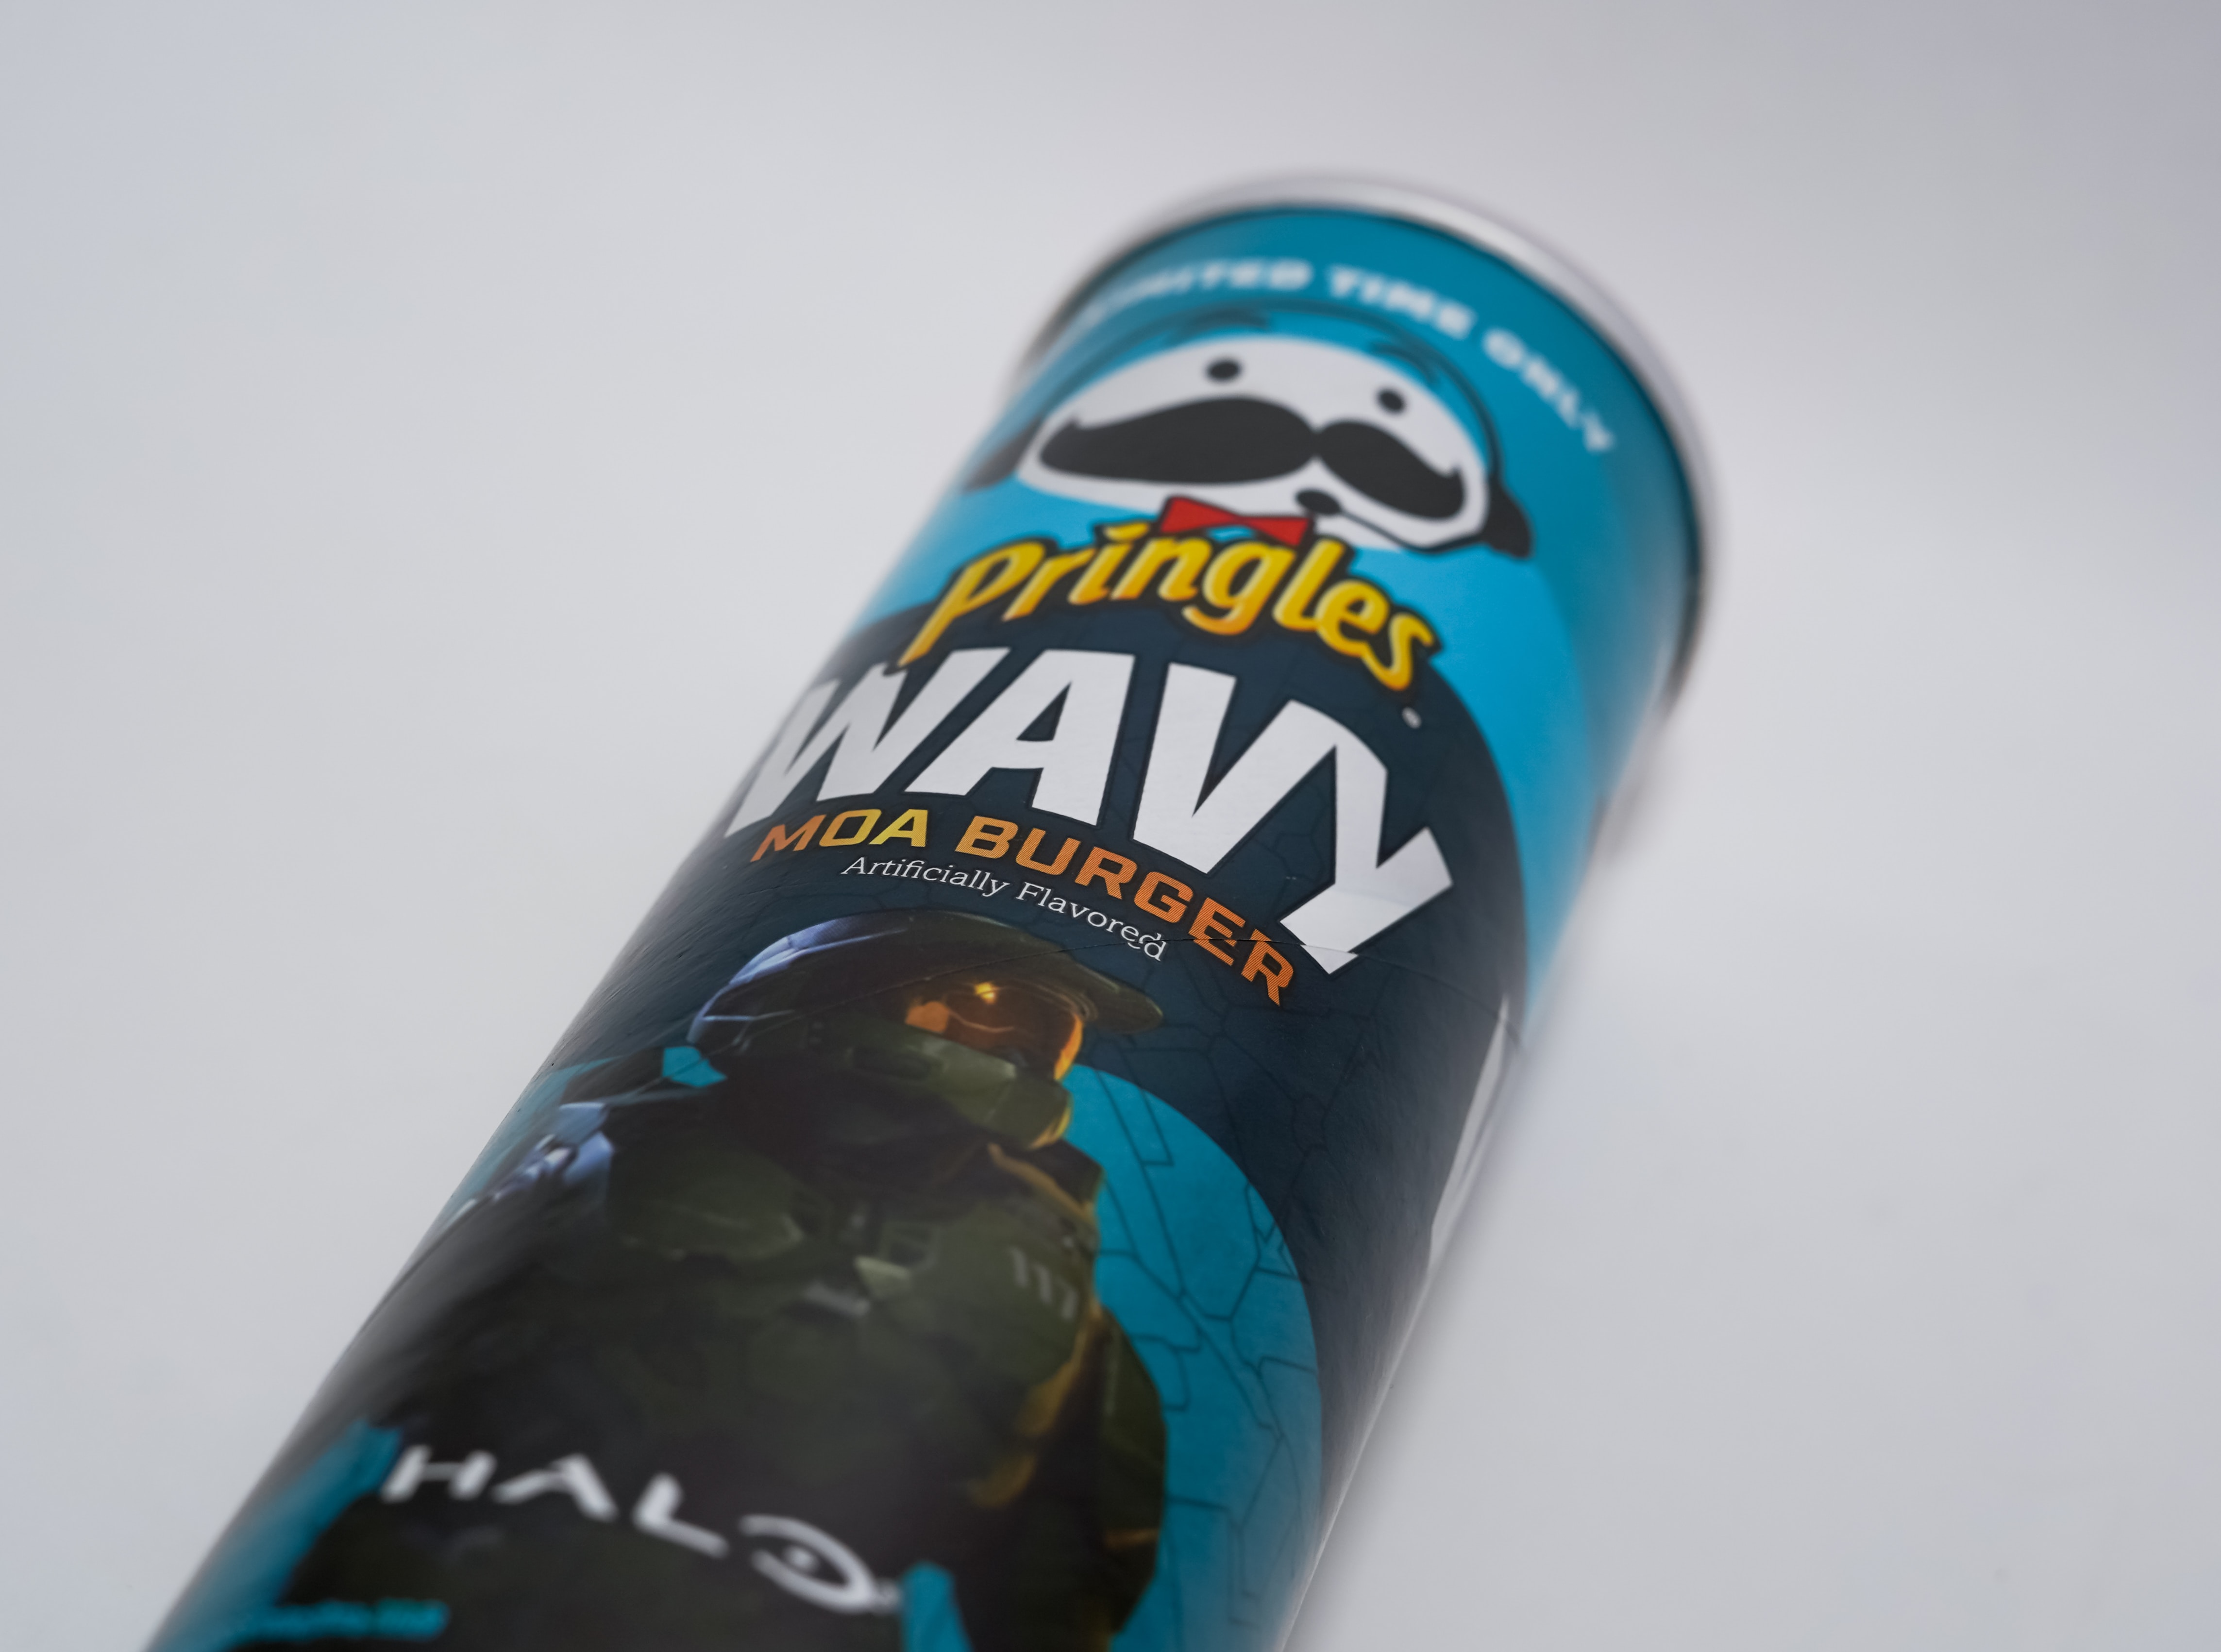 LIMITED TIME ONLY
Pringles
WAVY
MOA BURGER
Artificially Flavored
HALO